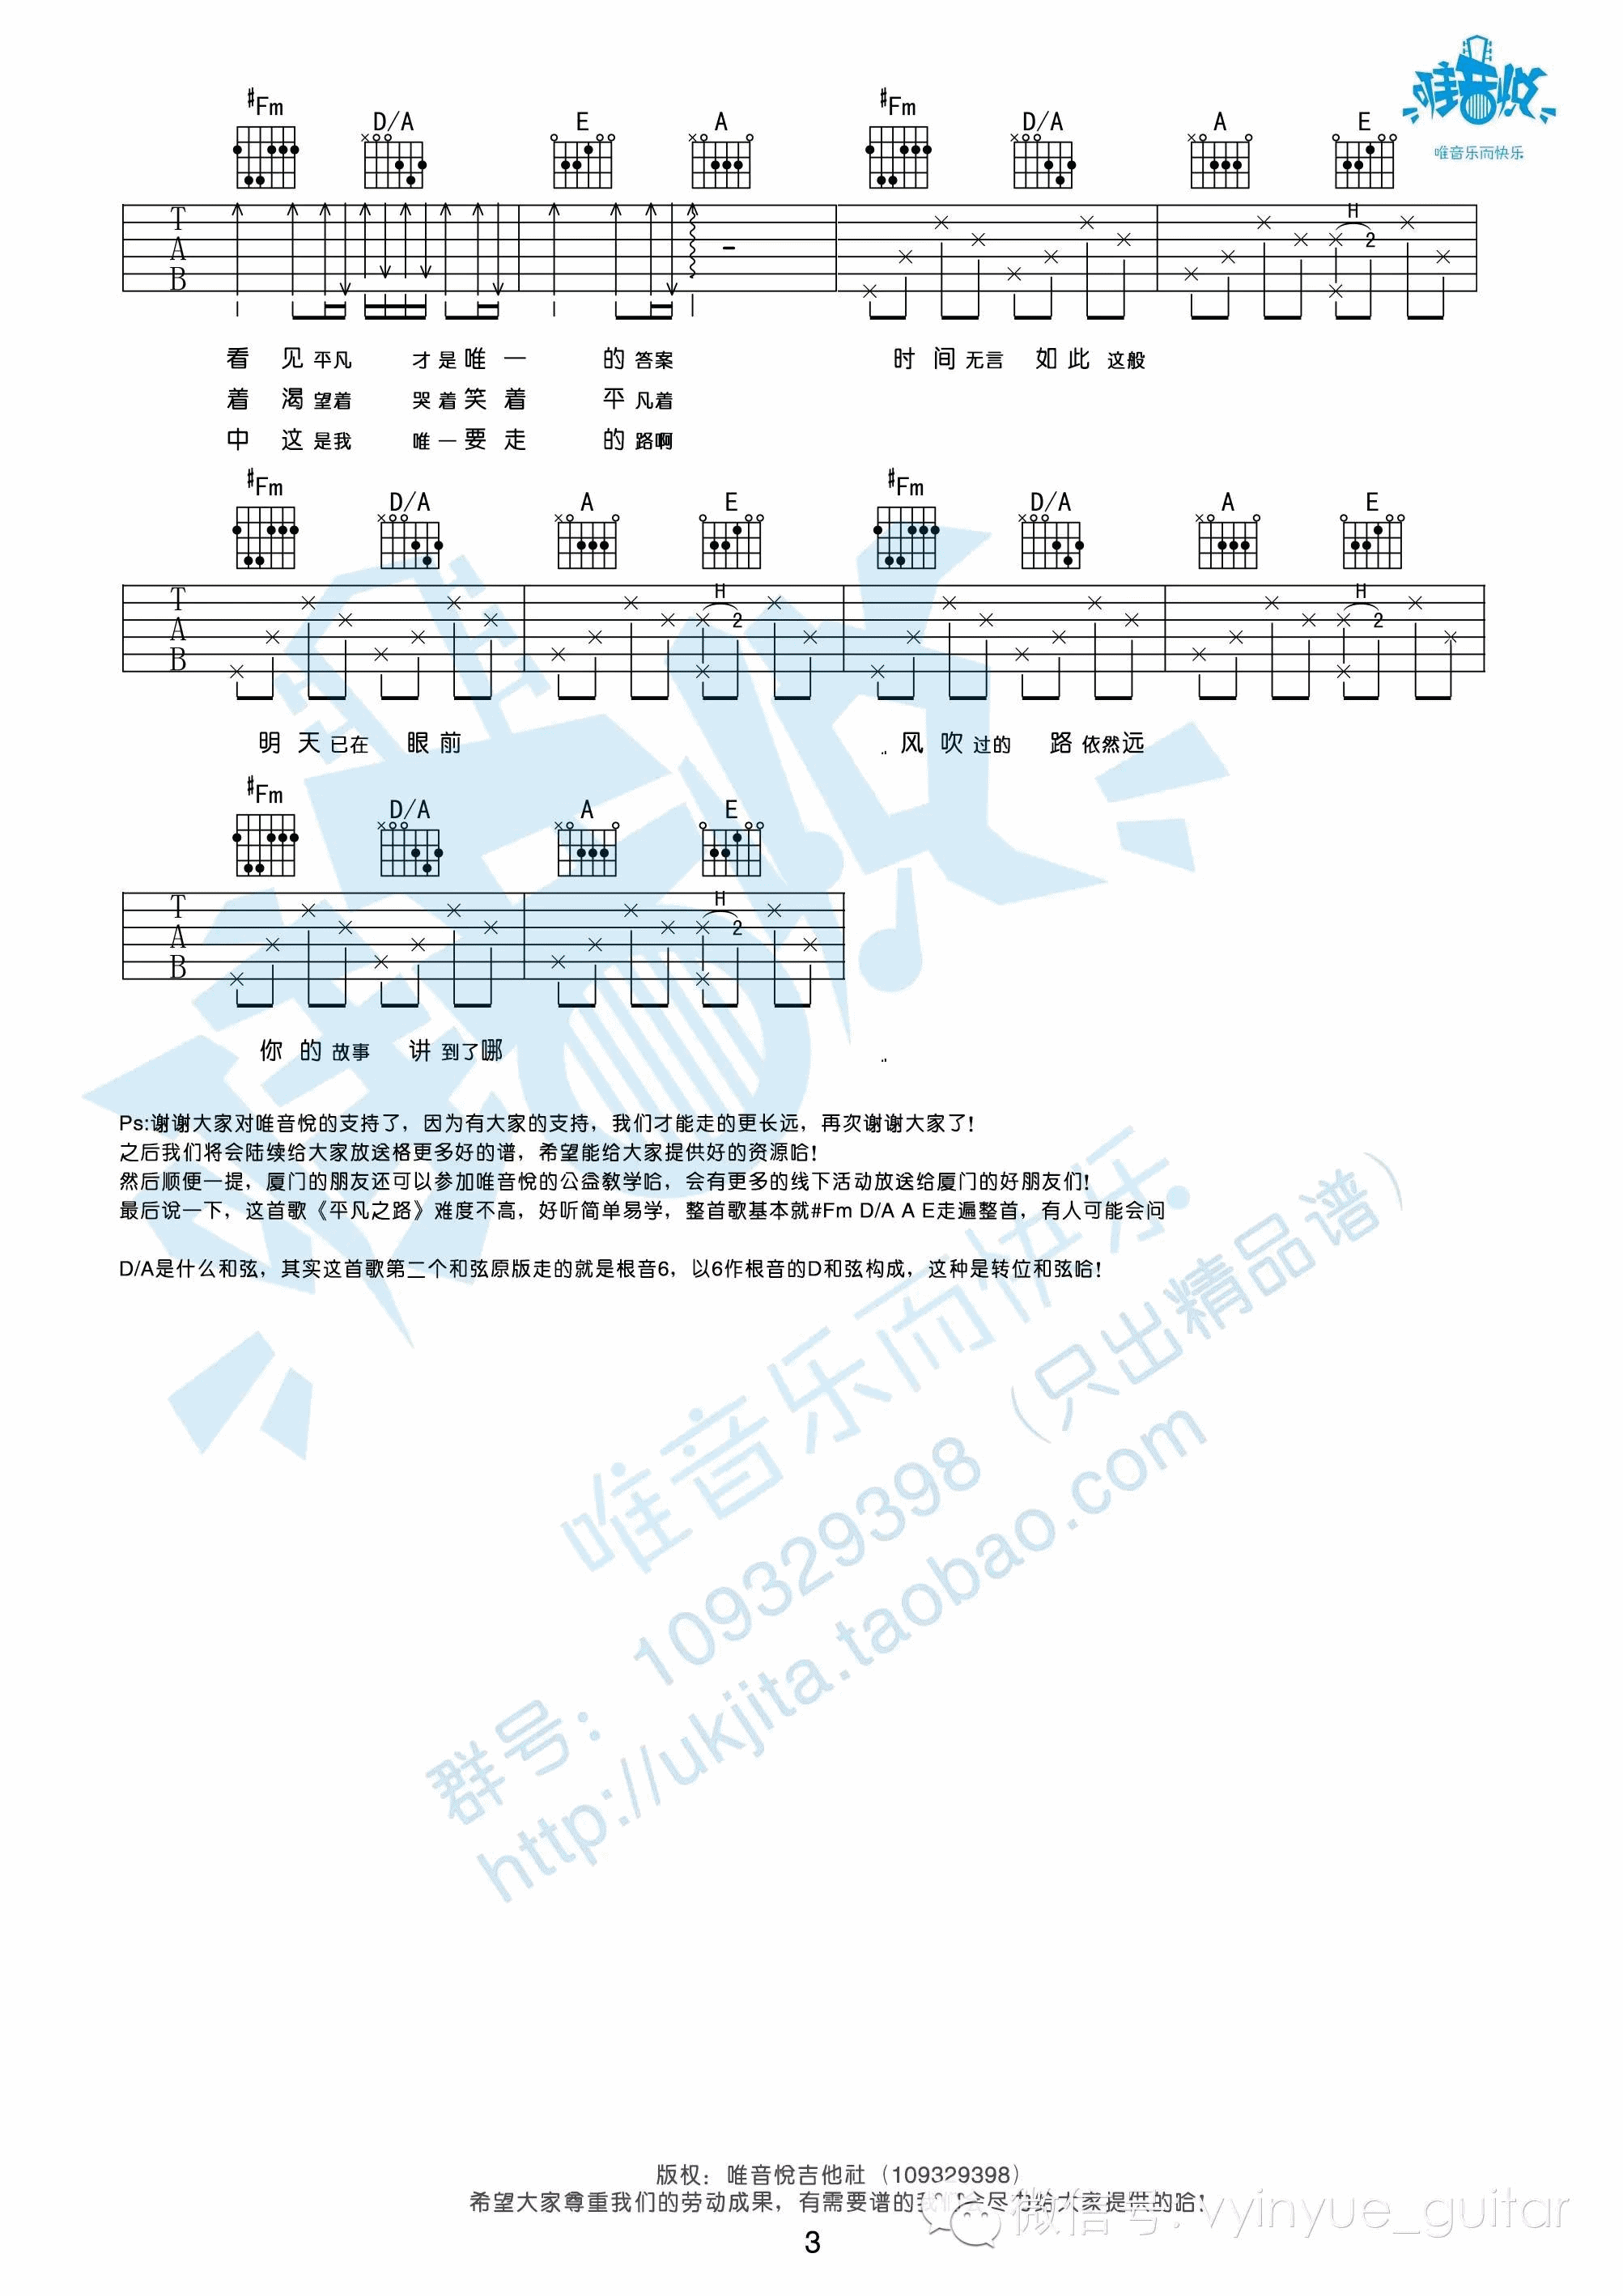 唯音悦
唯音乐而快乐
#Fm D/A E A #Fm D/A A E
T A B H 2
看 见 平凡 才是唯一 的 答案 时间无言 如此这般
着 渴 望着 哭着笑着 平 凡着
中 这 是我 唯一要走 的 路啊
#Fm D/A A E #Fm D/A A E
T A B H 2 H 2
明天已在 眼前 .. 风吹过的 路依然远
#Fm D/A A E
T A B H 2
你的故事 讲到了哪 ..
Ps:谢谢大家对唯音悦的支持了，因为有大家的支持，我们才能走的更长远，再次谢谢大家了!
之后我们将会陆续给大家放送格更多好的谱，希望能给大家提供好的资源哈!
然后顺便一提，厦门的朋友还可以参加唯音悦的公益教学哈，会有更多的线下活动放送给厦门的好朋友们!
最后说一下，这首歌《平凡之路》难度不高，好听简单易学，整首歌基本就#Fm D/A A E走遍整首，有人可能会问
D/A是什么和弦，其实这首歌第二个和弦原版走的就是根音6，以6作根音的D和弦构成，这种是转位和弦哈!
唯音悦
唯音乐而快乐
群号：109329398（只出精品谱）
http://ukjita.taobao.com
版权：唯音悦吉他社（109329398）
希望大家尊重我们的劳动成果，有需要谱的我们会尽力给大家提供的哈!
微信号: vyinyue_guitar
3